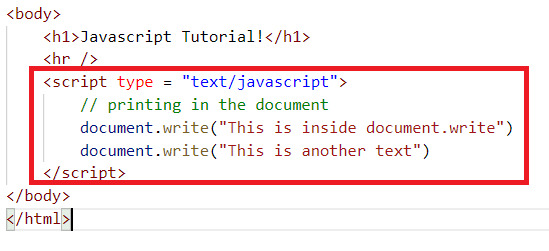 <body>
<h1>Javascript Tutorial!</h1>
<hr />
<script type = "text/javascript">
// printing in the document
document.write("This is inside document.write")
document.write("This is another text")
</script>
</body>
</html>